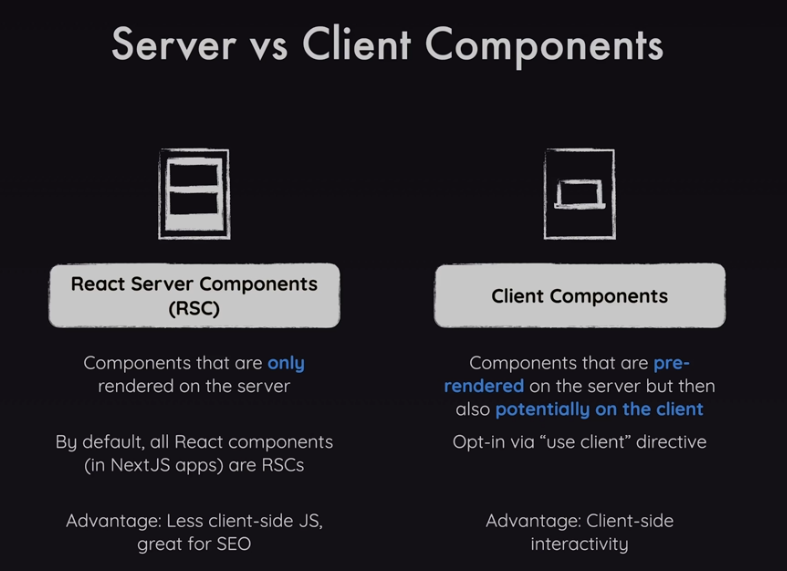 Server vs Client Components
React Server Components
(RSC)
Components that are only
rendered on the server
By default, all React components
(in NextJS apps) are RSCs
Advantage: Less client-side JS,
great for SEO
Client Components
Components that are pre-
rendered on the server but then
also potentially on the client
Opt-in via “use client” directive
Advantage: Client-side
interactivity